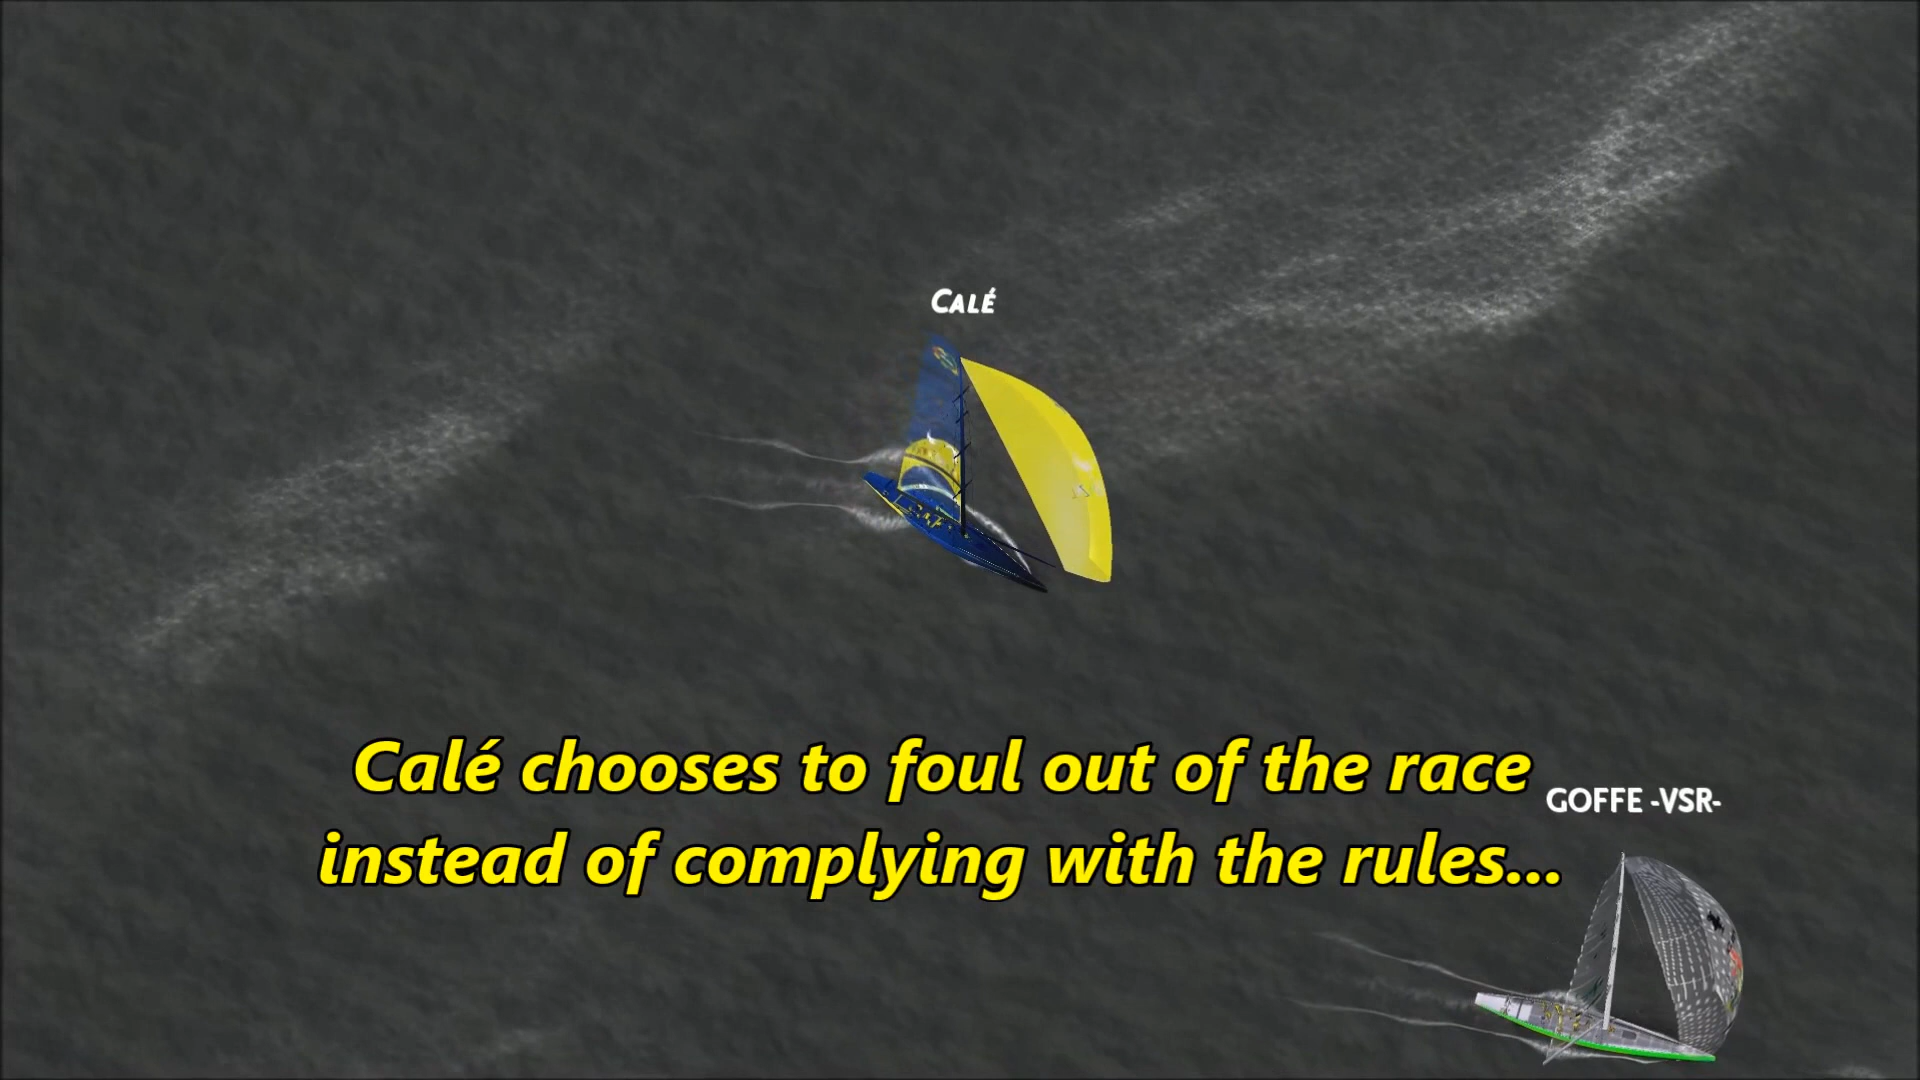 CALÉ
Calé chooses to foul out of the race
instead of complying with the rules...
GOFFE -VSR-